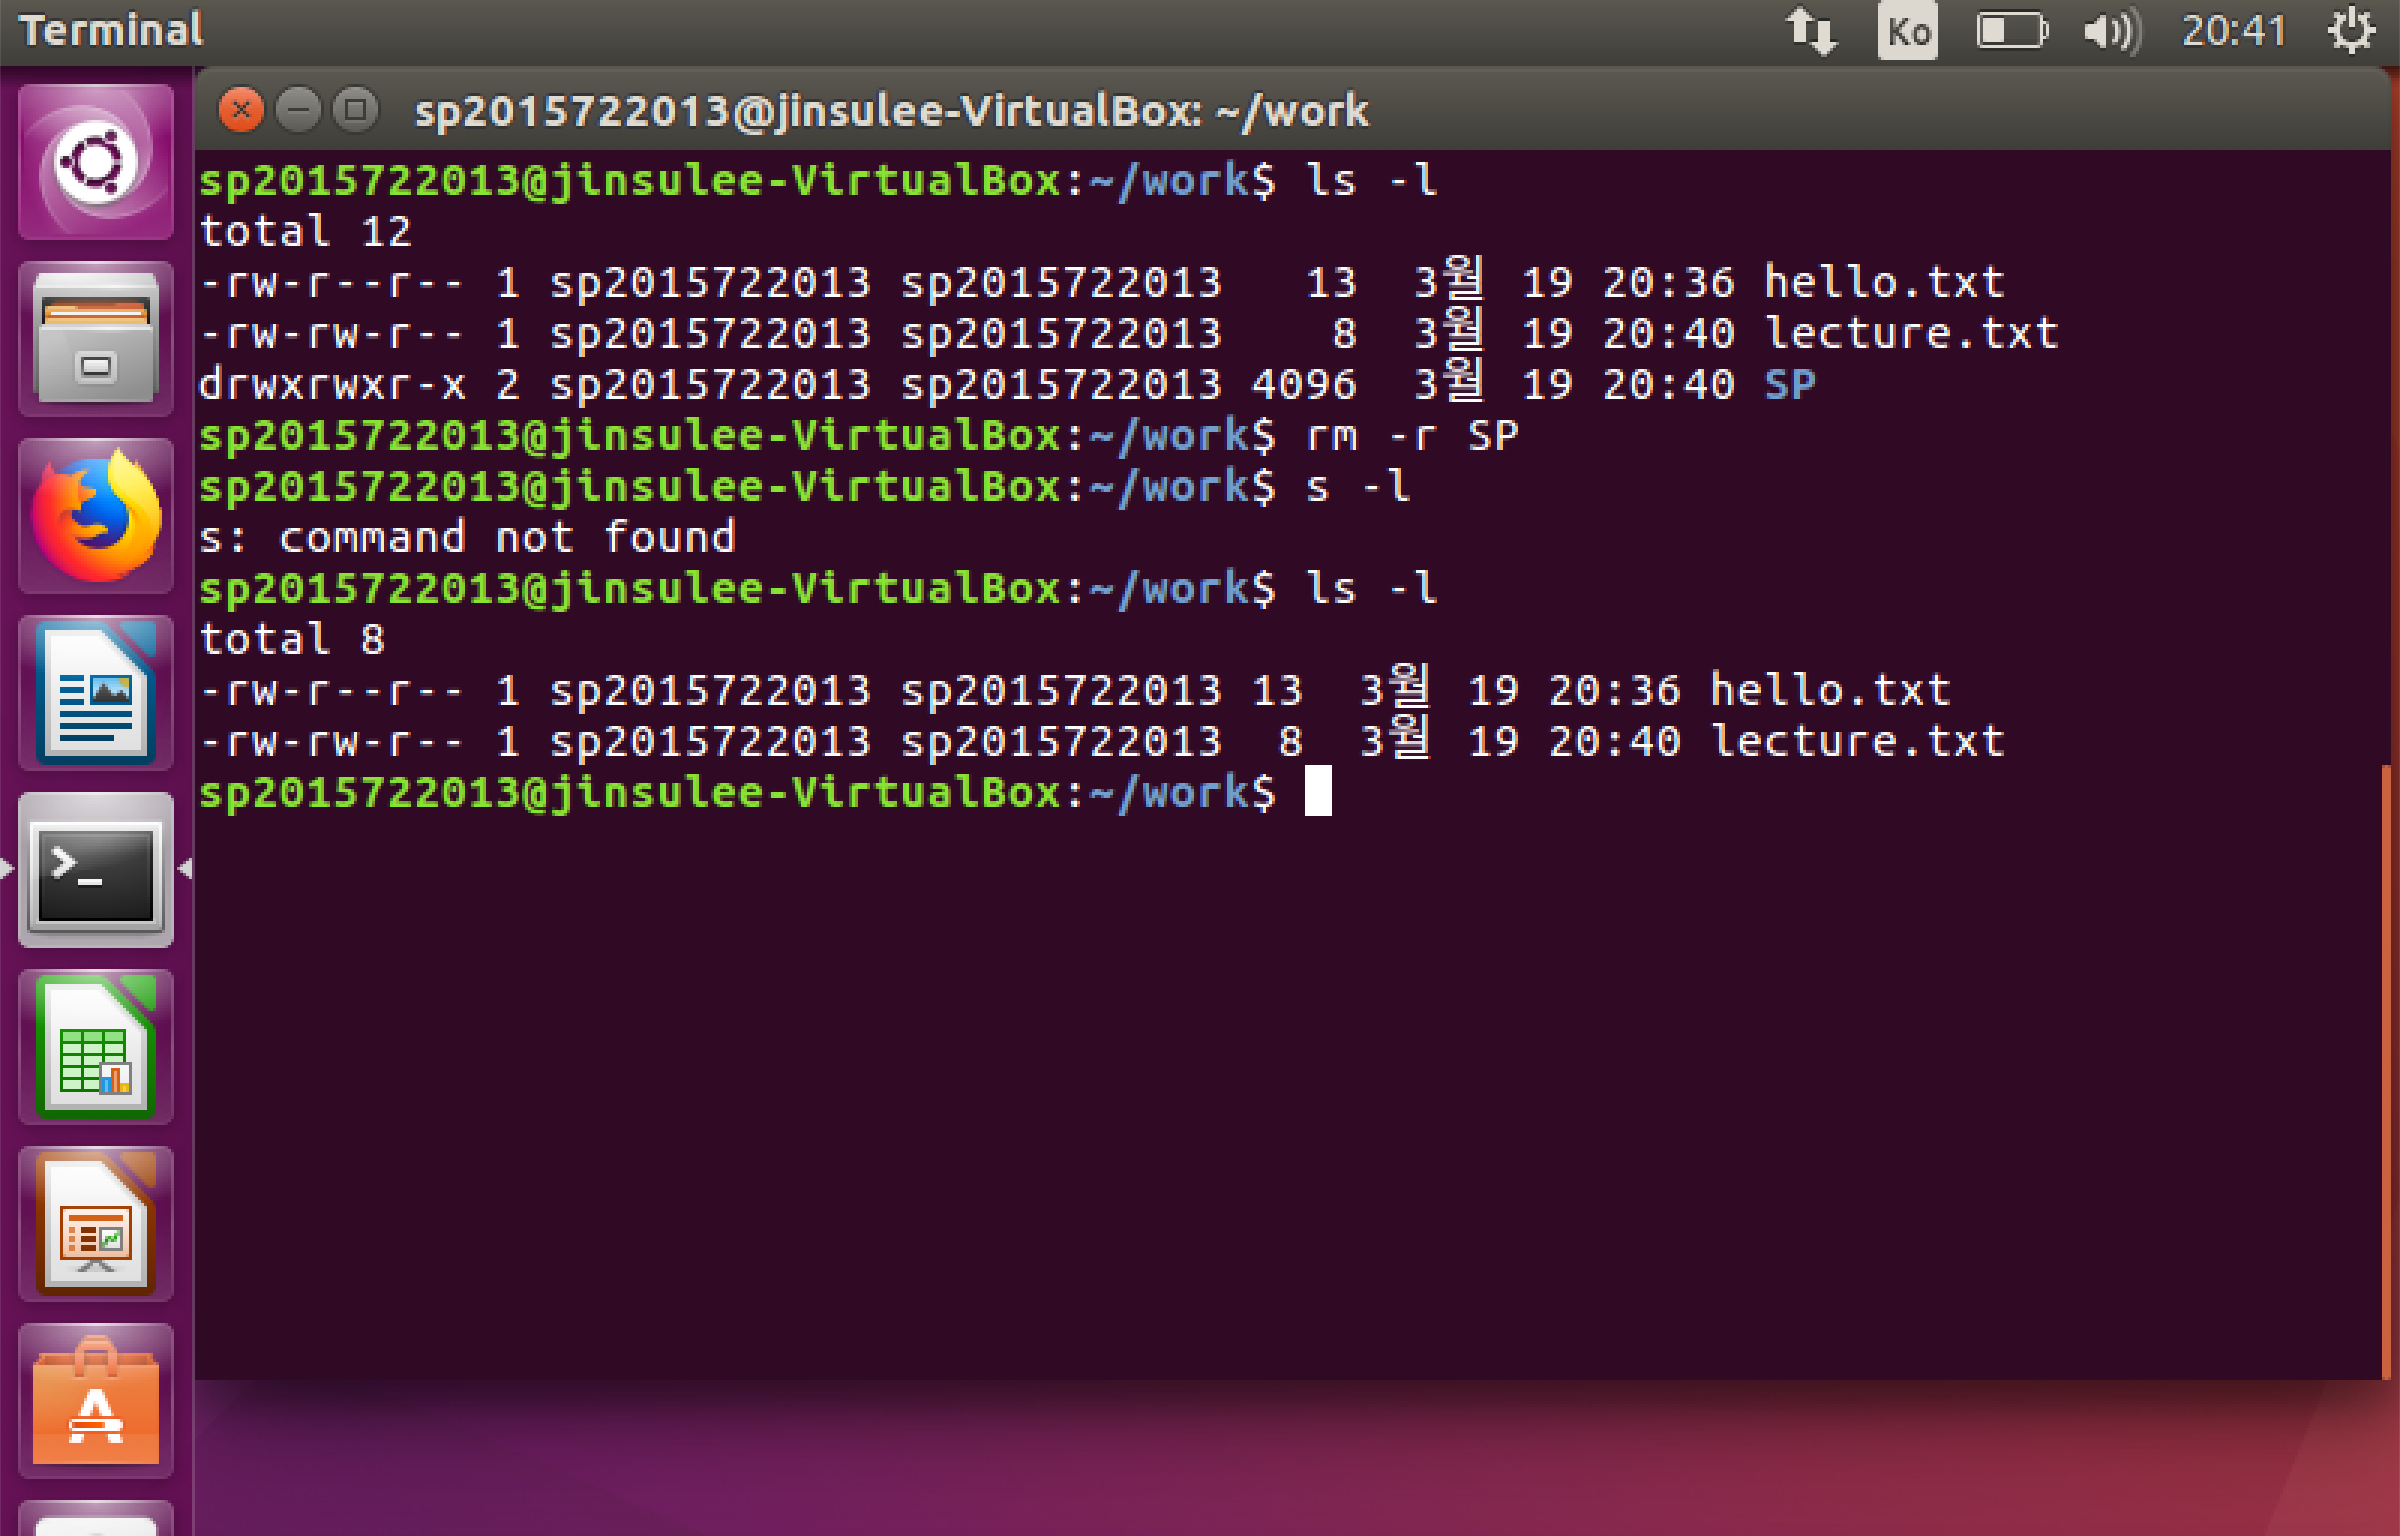 Terminal
Ko
20:41
sp2015722013@jinsulee-VirtualBox: ~/work
sp2015722013@jinsulee-VirtualBox:~/work$ ls -l
total 12
-rw-r--r-- 1 sp2015722013 sp2015722013   13  3월 19 20:36 hello.txt
-rw-rw-r-- 1 sp2015722013 sp2015722013    8  3월 19 20:40 lecture.txt
drwxrwxr-x 2 sp2015722013 sp2015722013 4096  3월 19 20:40 SP
sp2015722013@jinsulee-VirtualBox:~/work$ rm -r SP
sp2015722013@jinsulee-VirtualBox:~/work$ s -l
s: command not found
sp2015722013@jinsulee-VirtualBox:~/work$ ls -l
total 8
-rw-r--r-- 1 sp2015722013 sp2015722013 13  3월 19 20:36 hello.txt
-rw-rw-r-- 1 sp2015722013 sp2015722013  8  3월 19 20:40 lecture.txt
sp2015722013@jinsulee-VirtualBox:~/work$